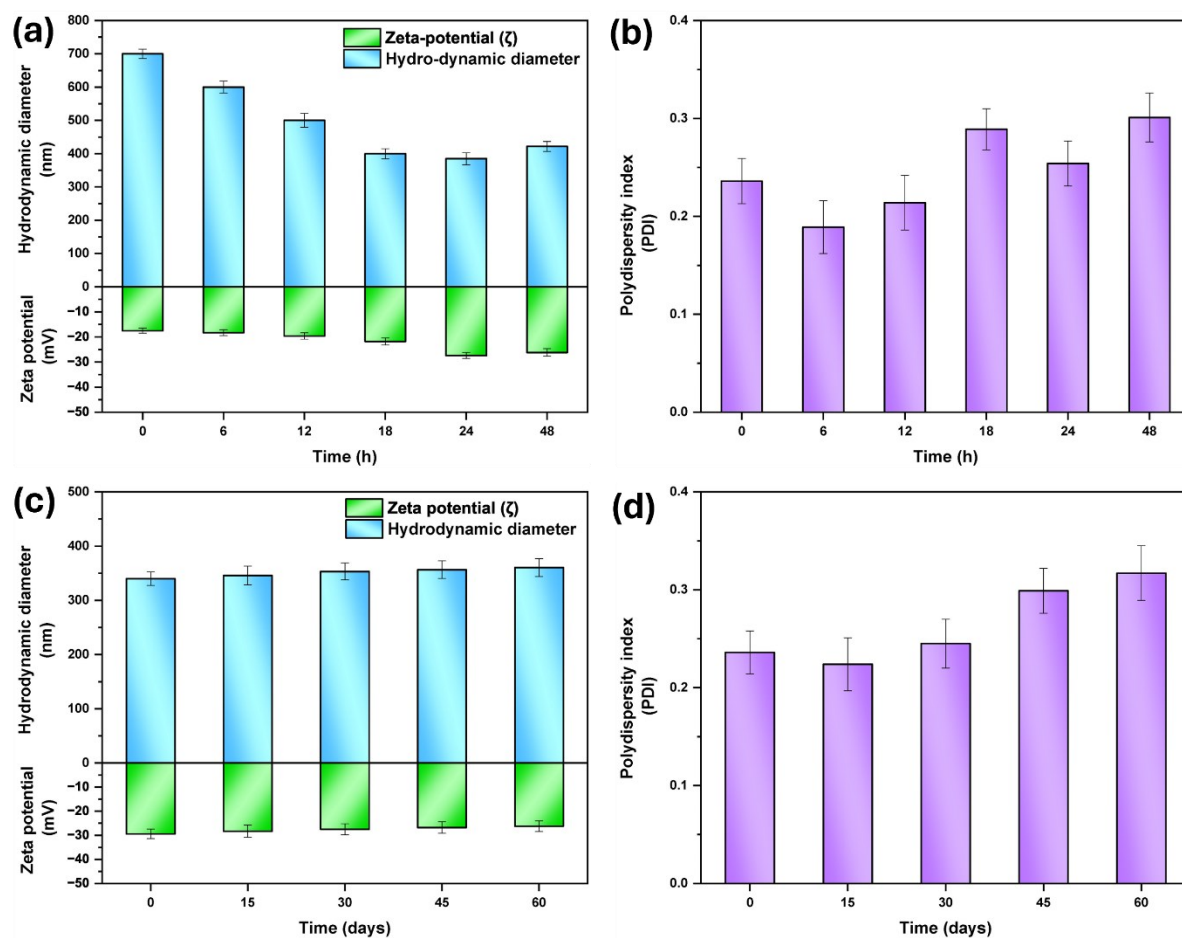 (a)
Zeta-potential (ζ)
Hydro-dynamic diameter
Hydrodynamic diameter
(nm)
800
700
600
500
400
300
200
100
0
Zeta potential
(mV)
−10
−20
−30
−40
−50
0 6 12 18 24 48
Time (h)
(b)
Polydispersity index
(PDI)
0.4
0.3
0.2
0.1
0.0
0 6 12 18 24 48
Time (h)
(c)
Zeta potential (ζ)
Hydrodynamic diameter
Hydrodynamic diameter
(nm)
500
400
300
200
100
0
Zeta potential
(mV)
−10
−20
−30
−40
−50
0 15 30 45 60
Time (days)
(d)
Polydispersity index
(PDI)
0.4
0.3
0.2
0.1
0.0
0 15 30 45 60
Time (days)